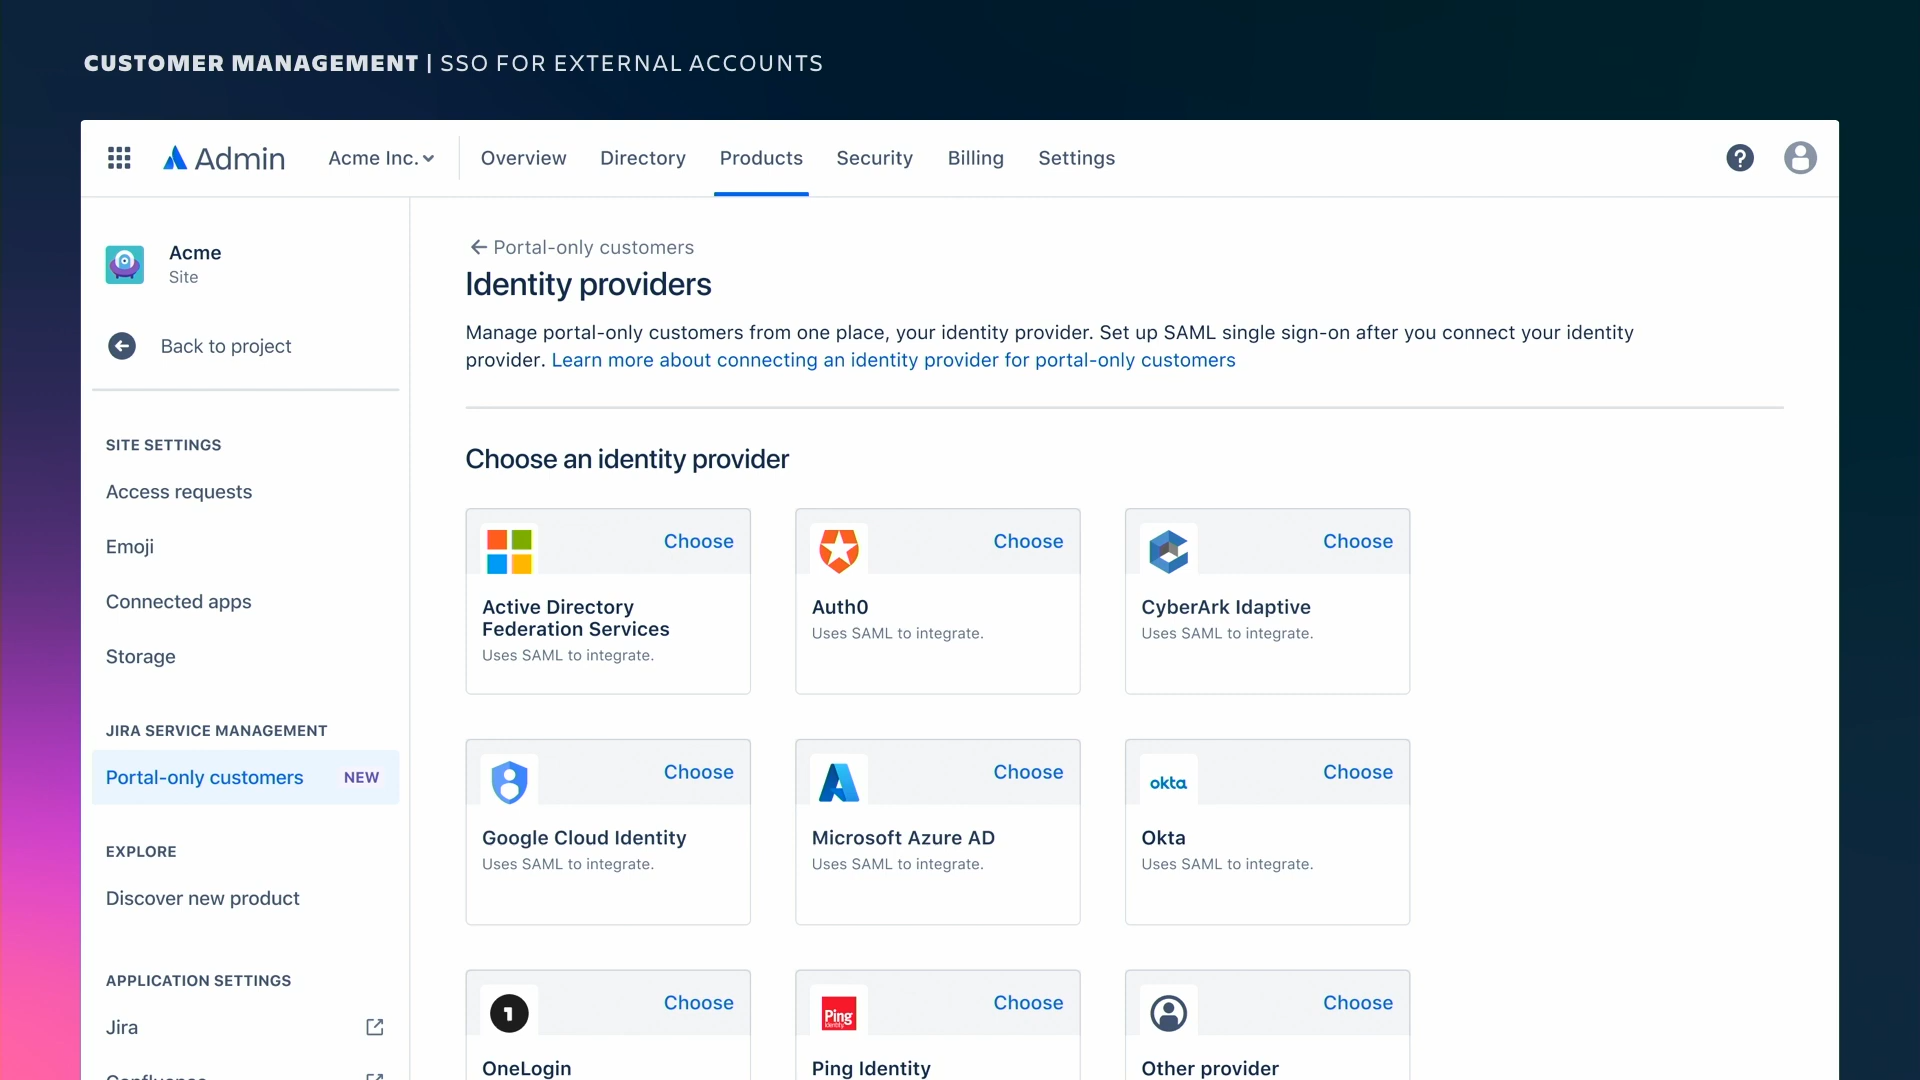 CUSTOMER MANAGEMENT | SSO FOR EXTERNAL ACCOUNTS
Admin
Acme Inc.
Overview
Directory
Products
Security
Billing
Settings
?
Acme
Site
Back to project
SITE SETTINGS
Access requests
Emoji
Connected apps
Storage
JIRA SERVICE MANAGEMENT
Portal-only customers NEW
EXPLORE
Discover new product
APPLICATION SETTINGS
Jira
Portal-only customers
Identity providers
Manage portal-only customers from one place, your identity provider. Set up SAML single sign-on after you connect your identity
provider. Learn more about connecting an identity provider for portal-only customers
Choose an identity provider
Choose
Active Directory
Federation Services
Uses SAML to integrate.
Choose
Auth0
Uses SAML to integrate.
Choose
CyberArk Idaptive
Uses SAML to integrate.
Choose
Google Cloud Identity
Uses SAML to integrate.
Choose
Microsoft Azure AD
Uses SAML to integrate.
okta
Choose
Okta
Uses SAML to integrate.
1
Choose
OneLogin
Ping
Identity
Choose
Ping Identity
Choose
Other provider